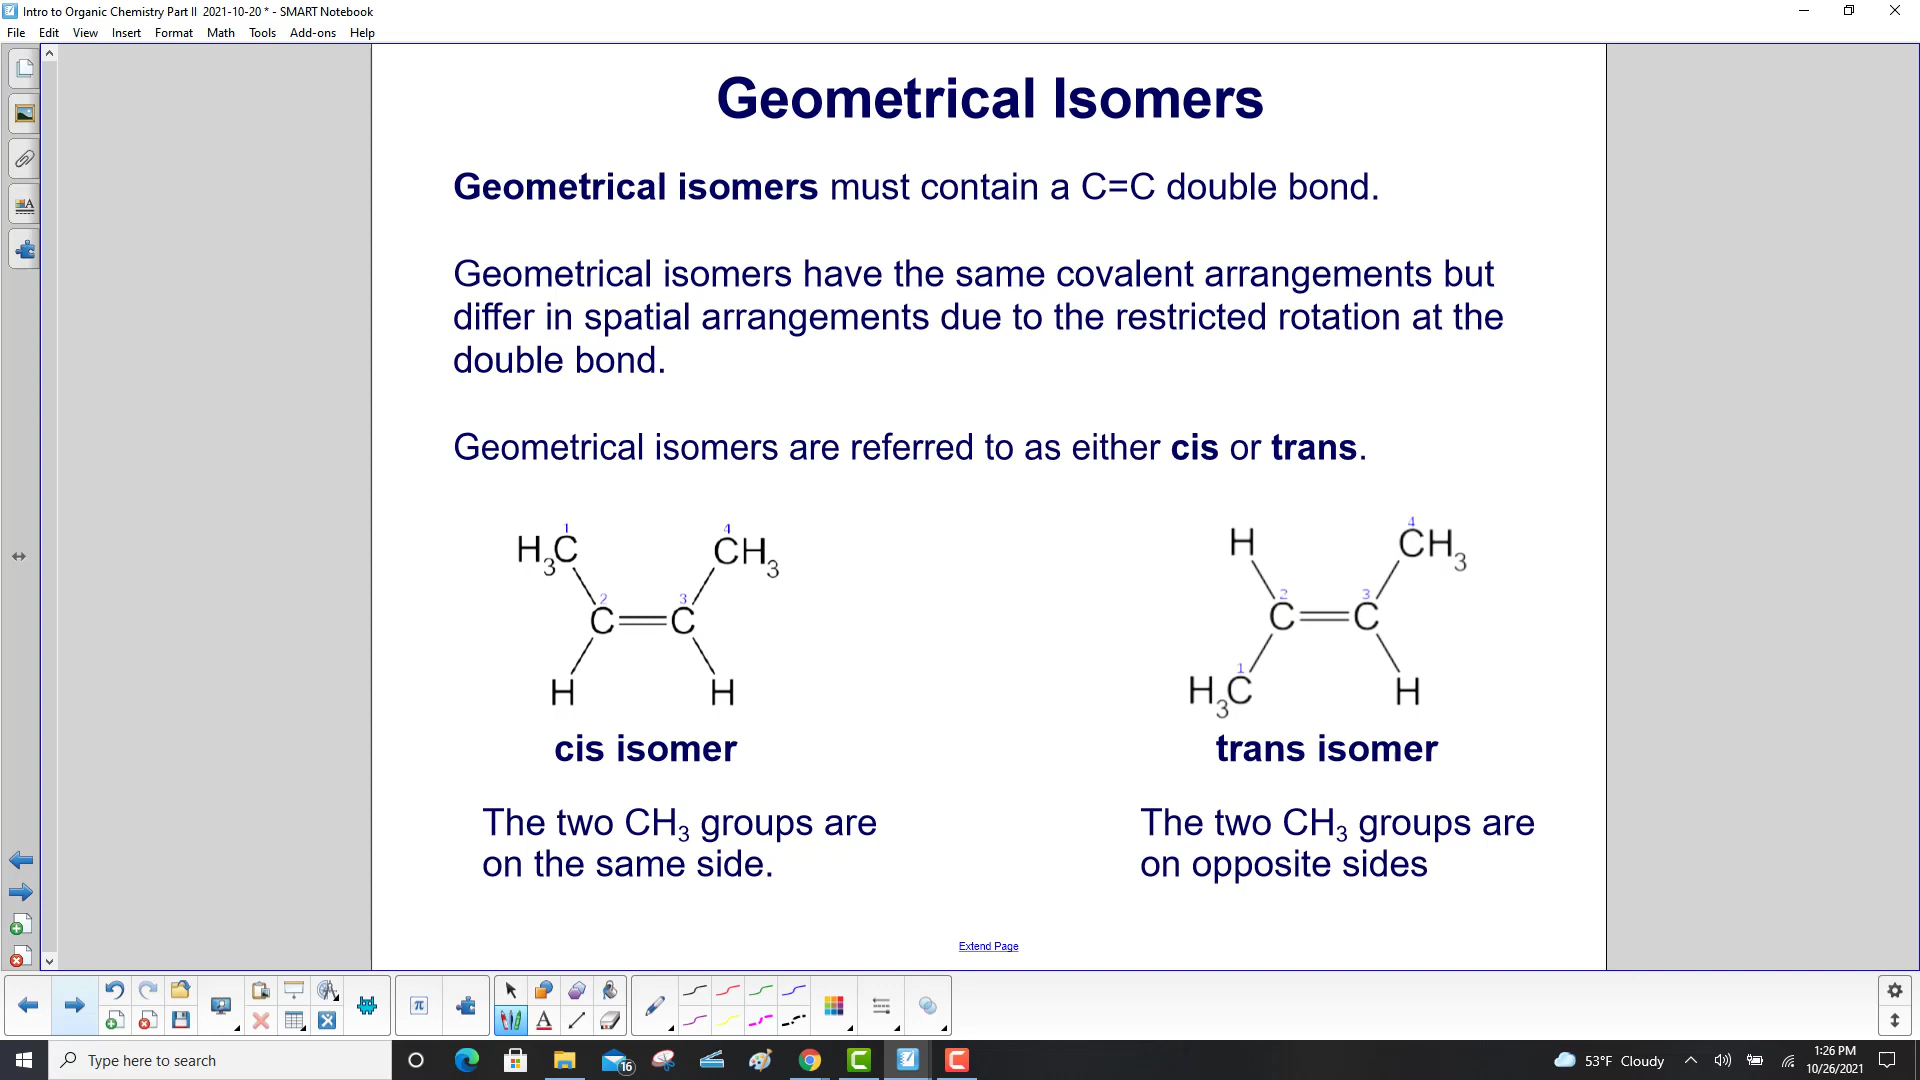 Intro to Organic Chemistry Part II  2021-10-20 * - SMART Notebook
File Edit View Insert Format Math Tools Add-ons Help
Geometrical Isomers
Geometrical isomers must contain a C=C double bond.
Geometrical isomers have the same covalent arrangements but
differ in spatial arrangements due to the restricted rotation at the
double bond.
Geometrical isomers are referred to as either cis or trans.
1 4
H₃C CH₃
2 3
C C
H H
4
H CH₃
2 3
C C
1
H₃C H
cis isomer
trans isomer
The two CH₃ groups are
on the same side.
The two CH₃ groups are
on opposite sides
Extend Page
π
A
Type here to search
16
53°F Cloudy
1:26 PM
10/26/2021